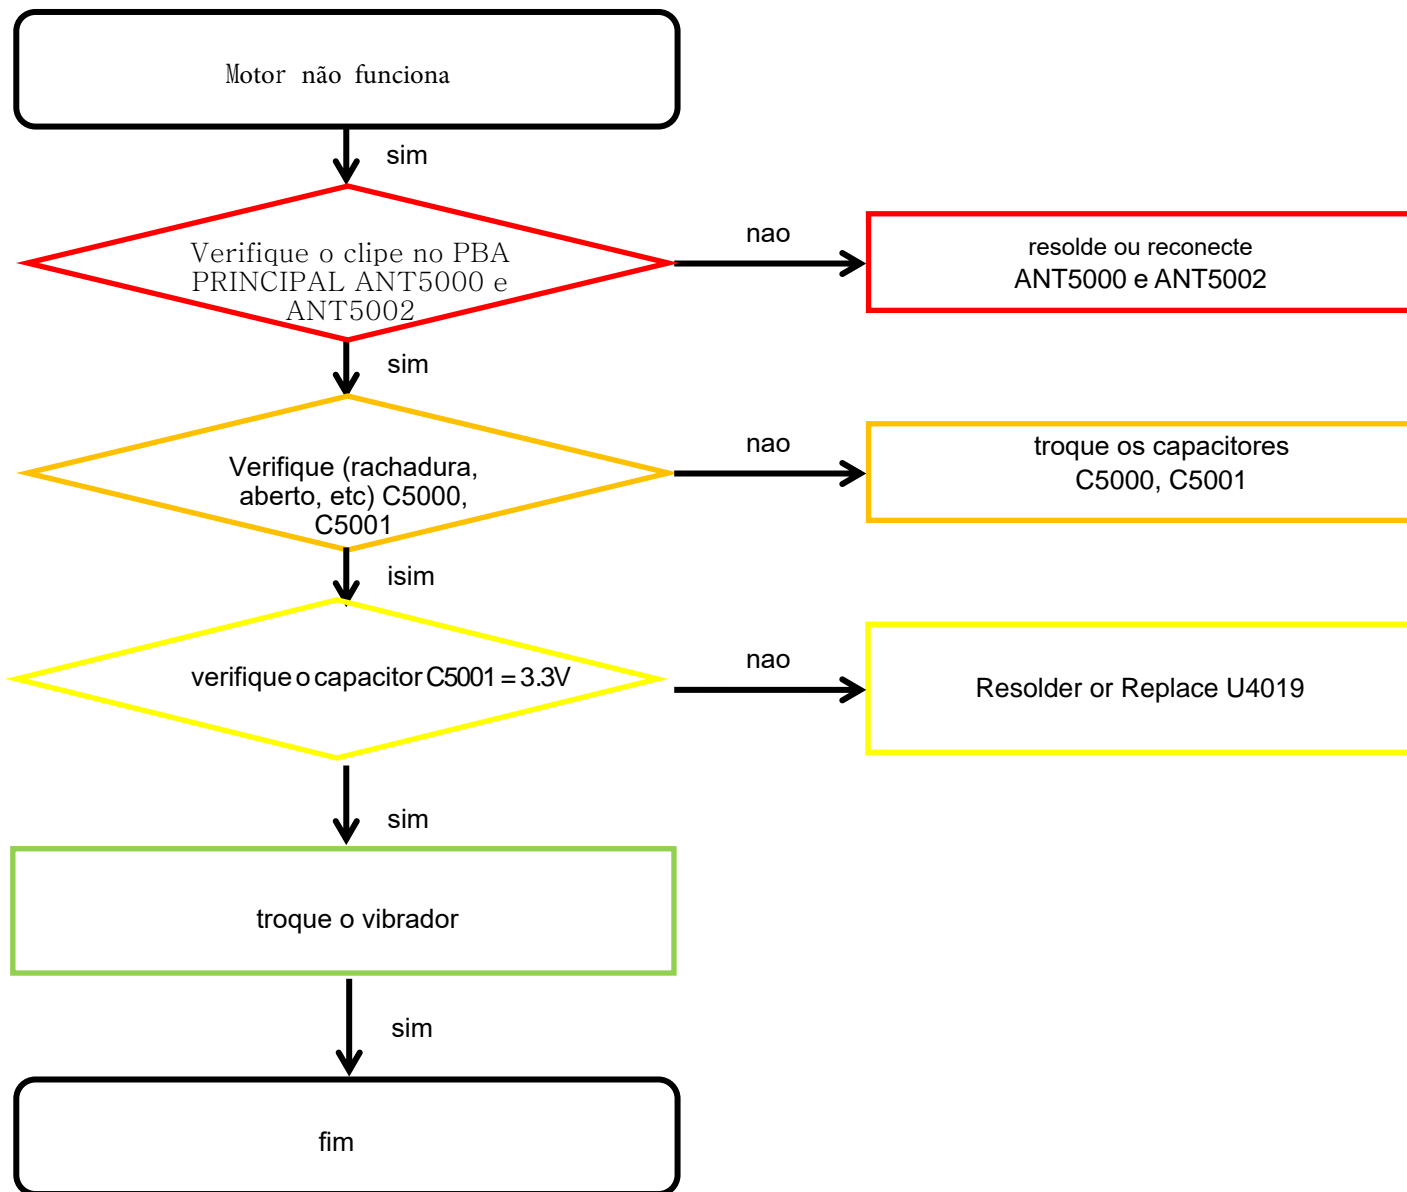 Motor não funciona
sim
Verifique o clipe no PBA
PRINCIPAL ANT5000 e
ANT5002
nao
resolde ou reconecte
ANT5000 e ANT5002
sim
Verifique (rachadura,
aberto, etc) C5000,
C5001
nao
troque os capacitores
C5000, C5001
isim
verifique o capacitor C5001 = 3.3V
nao
Resolder or Replace U4019
sim
troque o vibrador
sim
fim